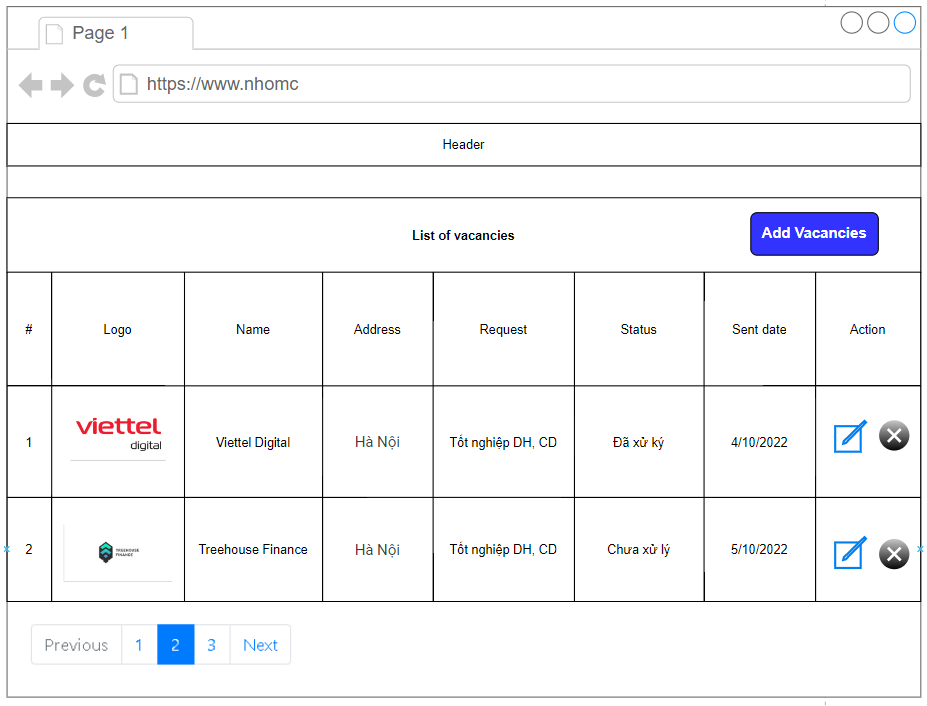 Page 1
https://www.nhomc
Header
List of vacancies
Add Vacancies
# Logo Name Address Request Status Sent date Action
viettel
digital
1 Viettel Digital Hà Nội Tốt nghiệp DH, CD Đã xử ký 4/10/2022
TREEHOUSE
FINANCE
2 Treehouse Finance Hà Nội Tốt nghiệp DH, CD Chưa xử lý 5/10/2022
Previous 1 2 3 Next